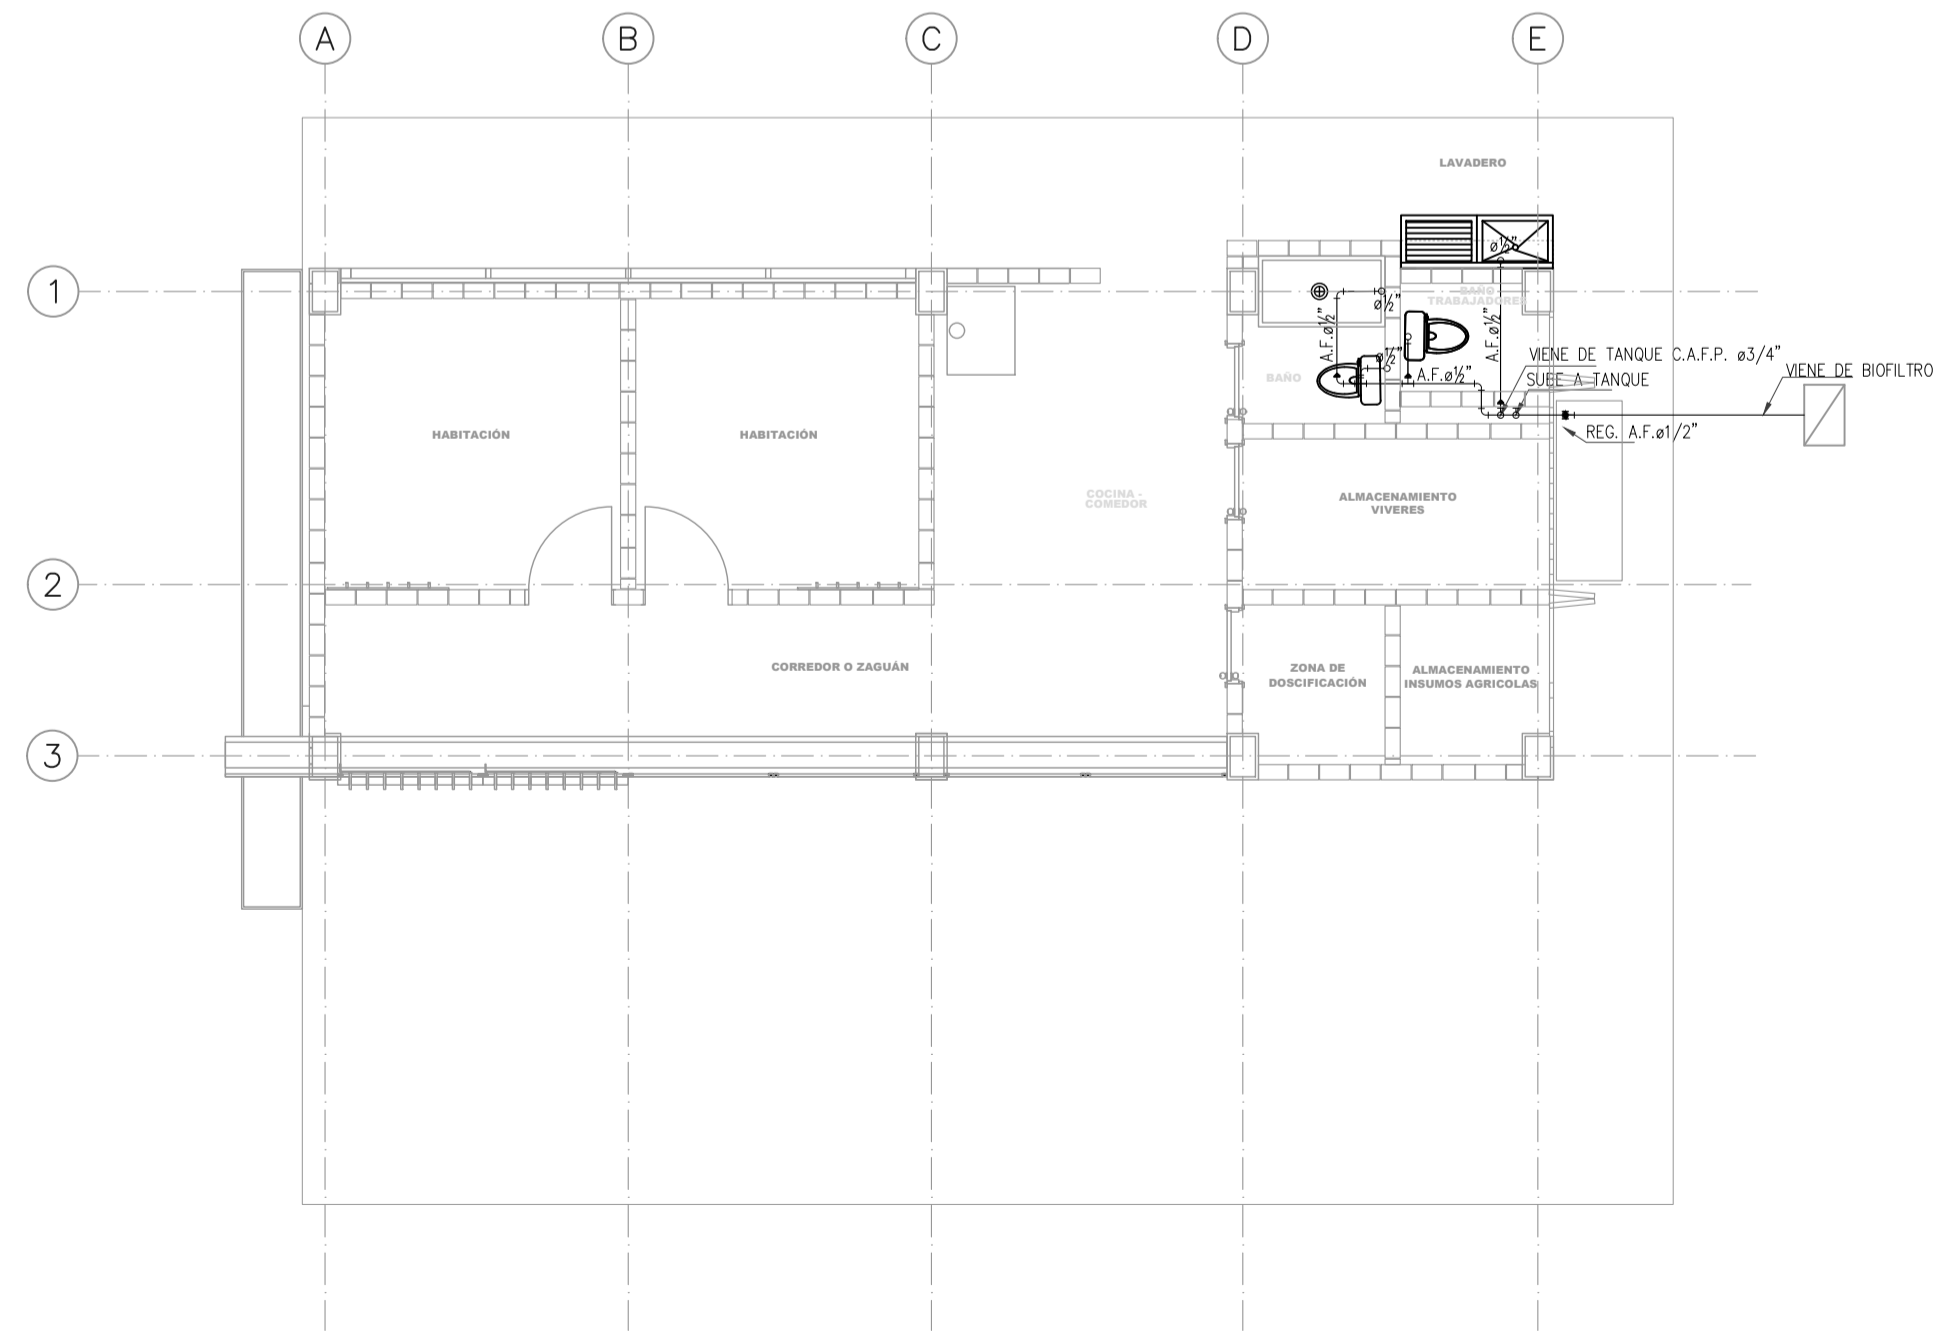 A B C D E
LAVADERO
1
ø½"
BAÑO
TRABAJADORES
ø½"
A.F.ø½"
A.F.ø½"
ø½"
VIENE DE TANQUE C.A.F.P. ø3/4"
VIENE DE BIOFILTRO
BAÑO
A.F.ø½"
SUBE A TANQUE
REG. A.F.ø1/2"
HABITACIÓN
HABITACIÓN
COCINA -
COMEDOR
ALMACENAMIENTO
VIVERES
2
CORREDOR O ZAGUÁN
ZONA DE
DOSCIFICACIÓN
ALMACENAMIENTO
INSUMOS AGRICOLAS
3